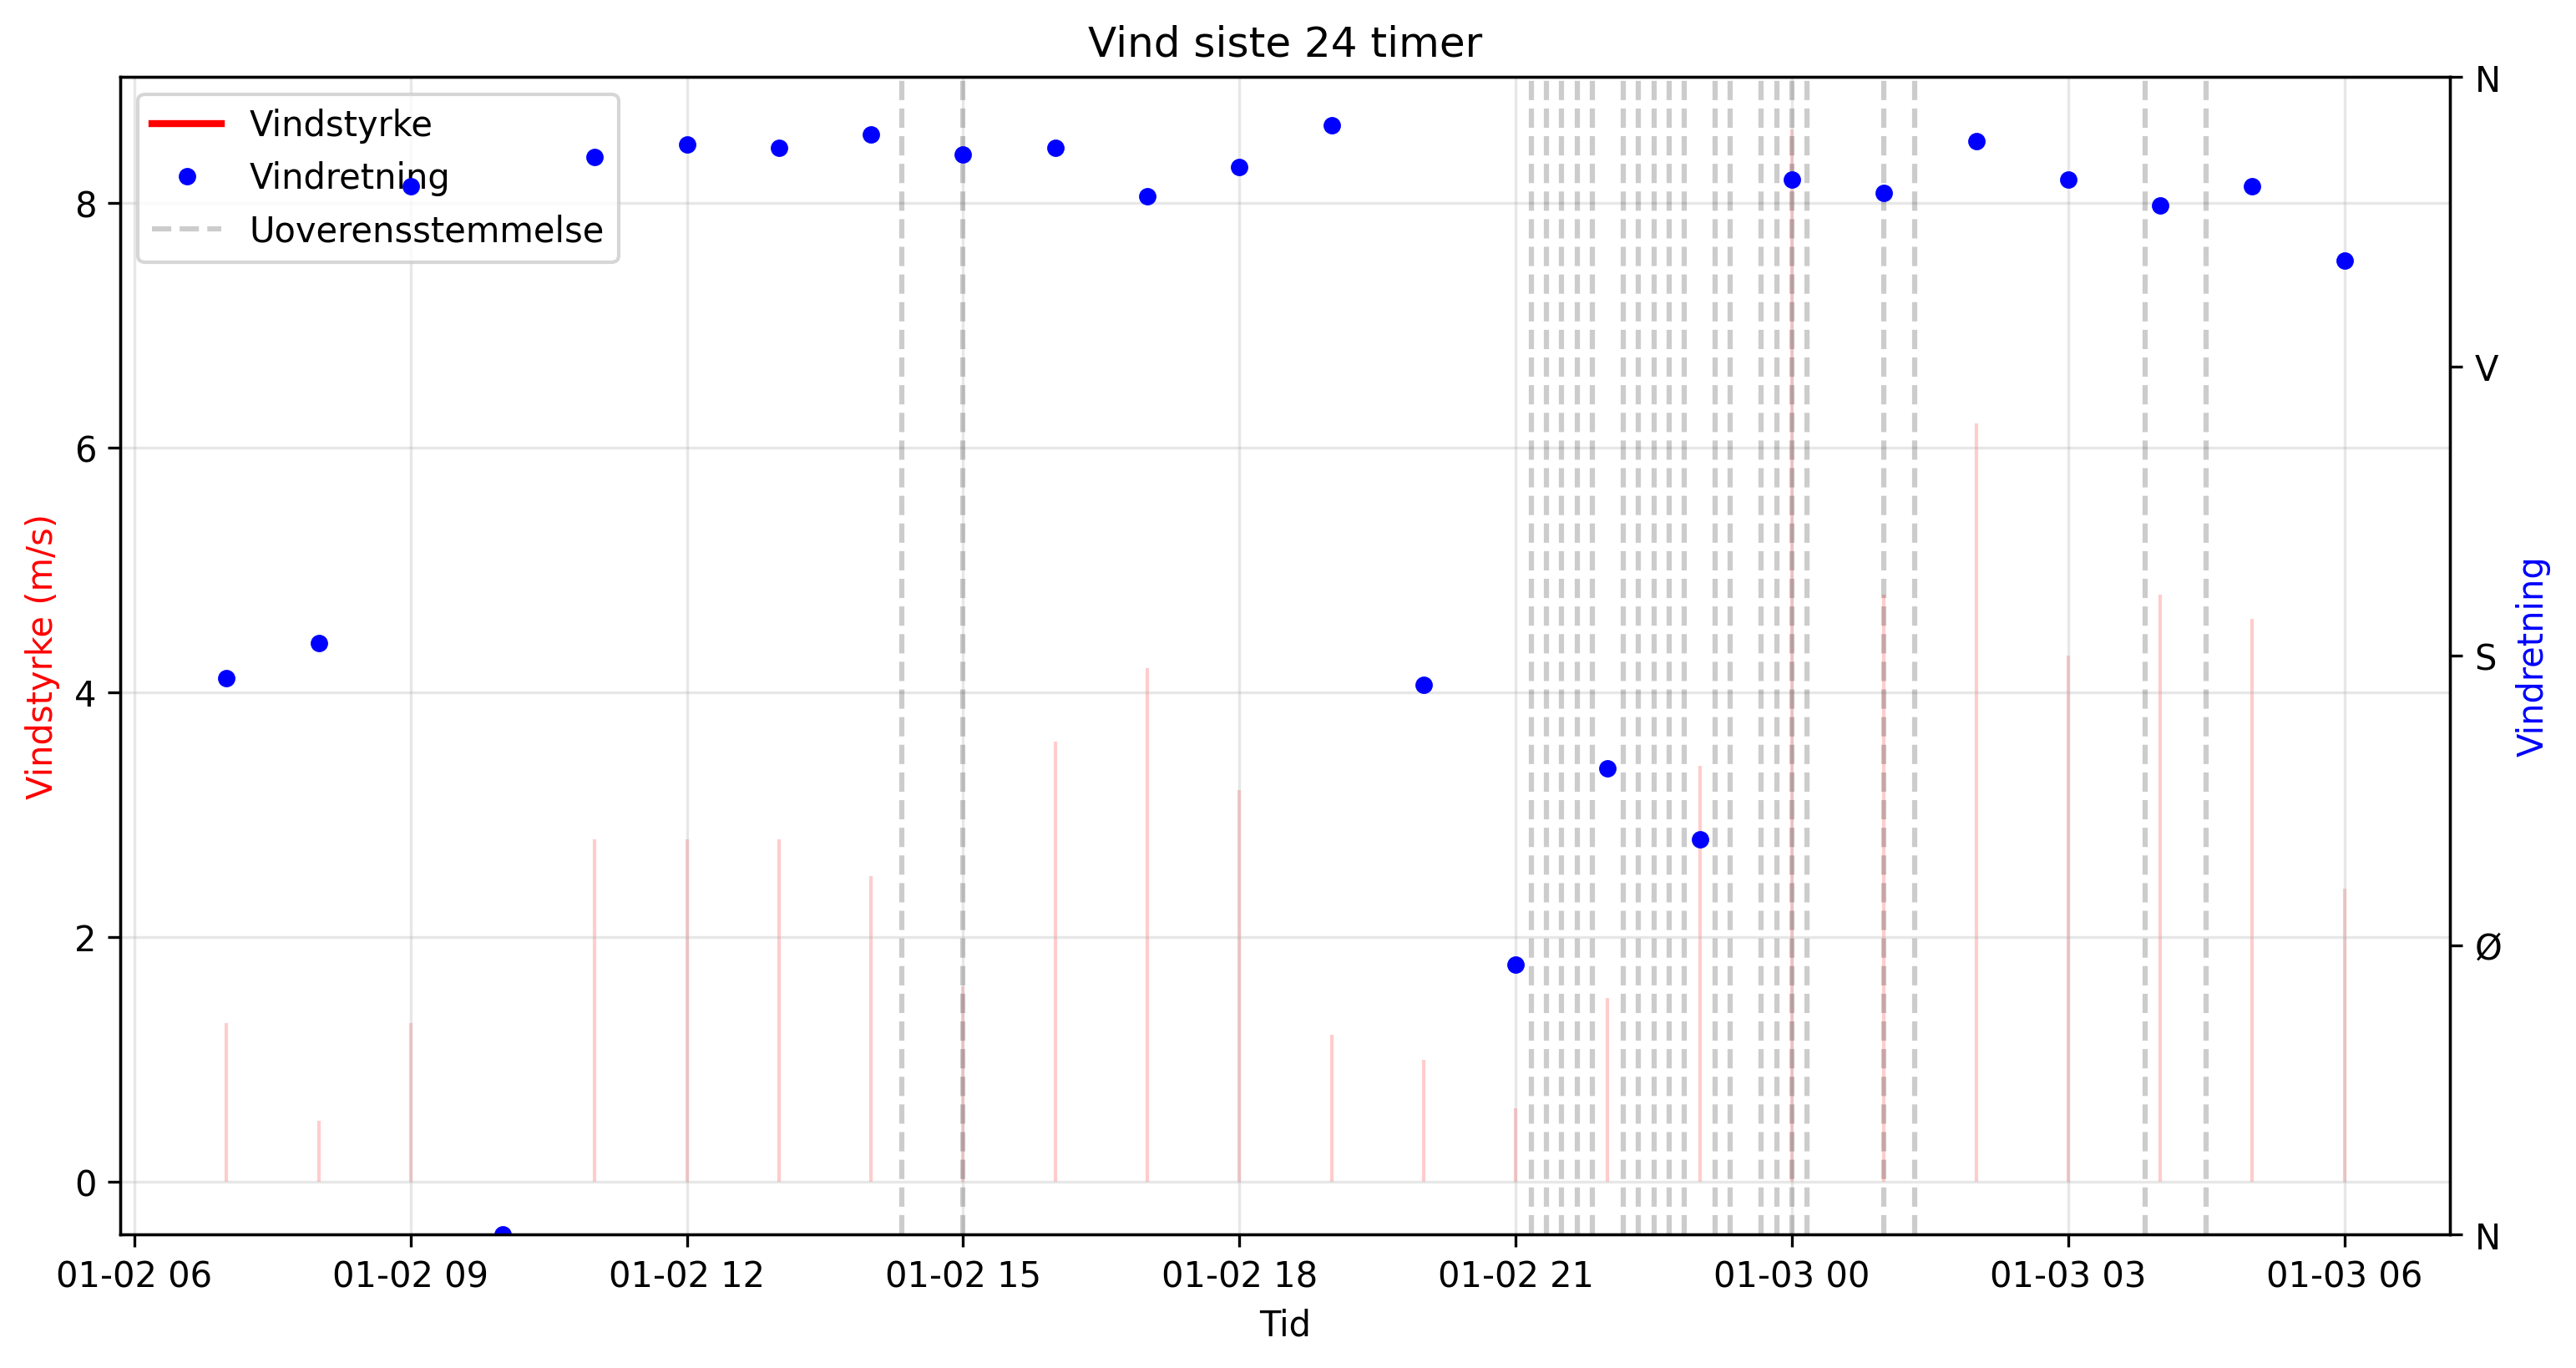 Vind siste 24 timer
Vindstyrke
Vindretning
Uoverensstemmelse
Vindstyrke (m/s)
8
6
4
2
0
N
V
S
Ø
N
Vindretning
01-02 06 01-02 09 01-02 12 01-02 15 01-02 18 01-02 21 01-03 00 01-03 03 01-03 06
Tid